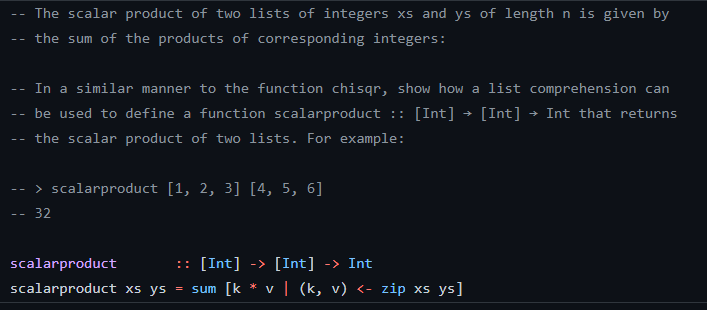 -- The scalar product of two lists of integers xs and ys of length n is given by
-- the sum of the products of corresponding integers:
-- In a similar manner to the function chisqr, show how a list comprehension can
-- be used to define a function scalarproduct :: [Int] → [Int] → Int that returns
-- the scalar product of two lists. For example:
-- > scalarproduct [1, 2, 3] [4, 5, 6]
-- 32
scalarproduct       :: [Int] -> [Int] -> Int
scalarproduct xs ys = sum [k * v | (k, v) <- zip xs ys]